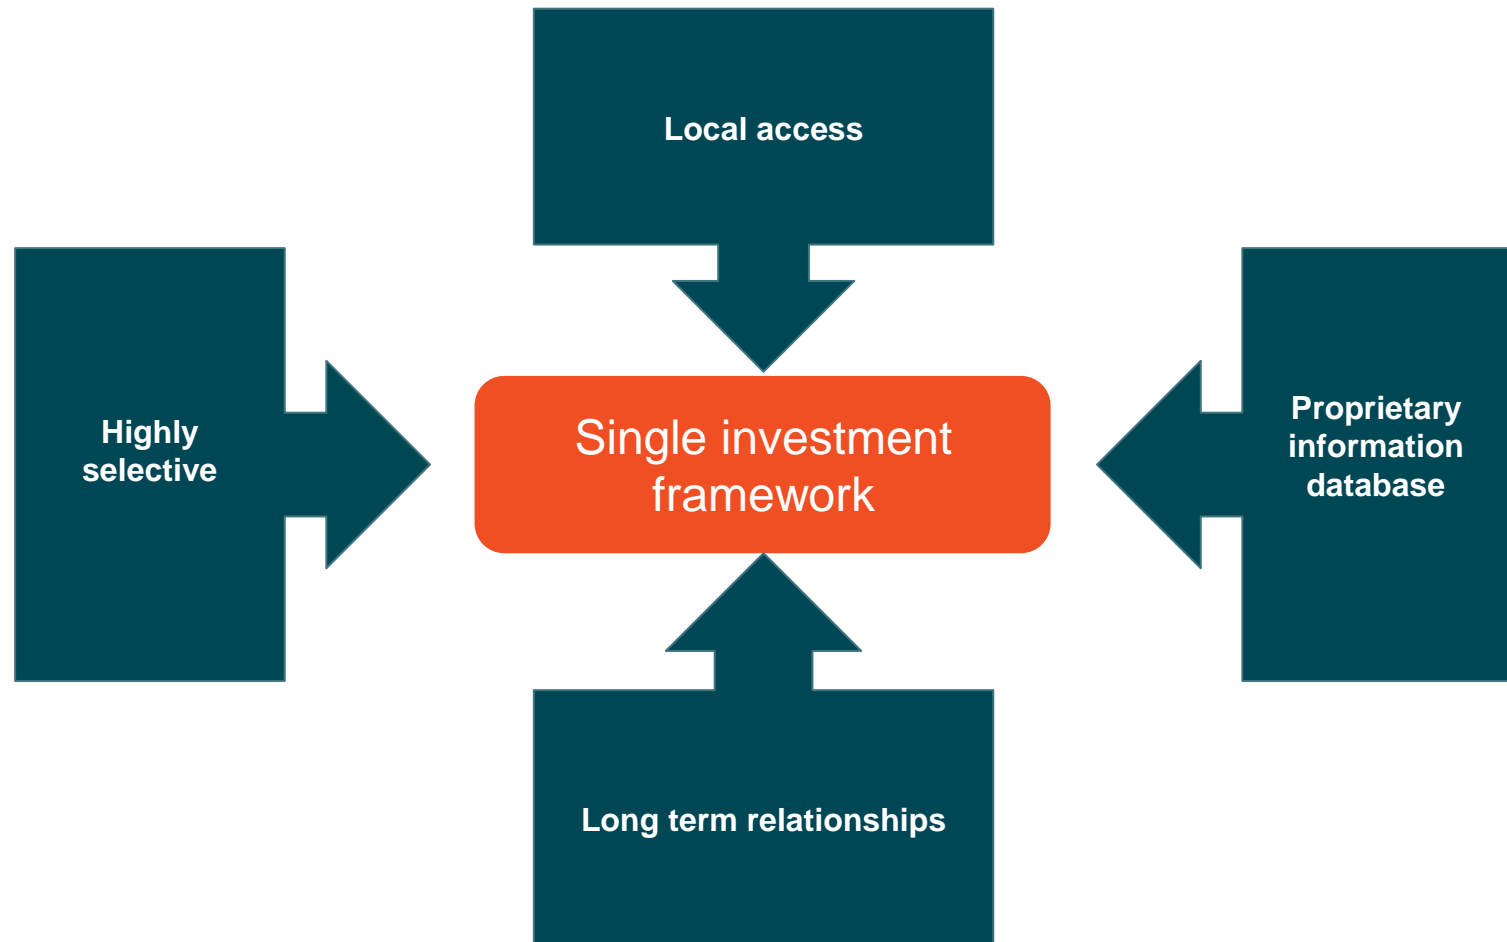 Local access
Highly
selective
Single investment
framework
Proprietary
information
database
Long term relationships